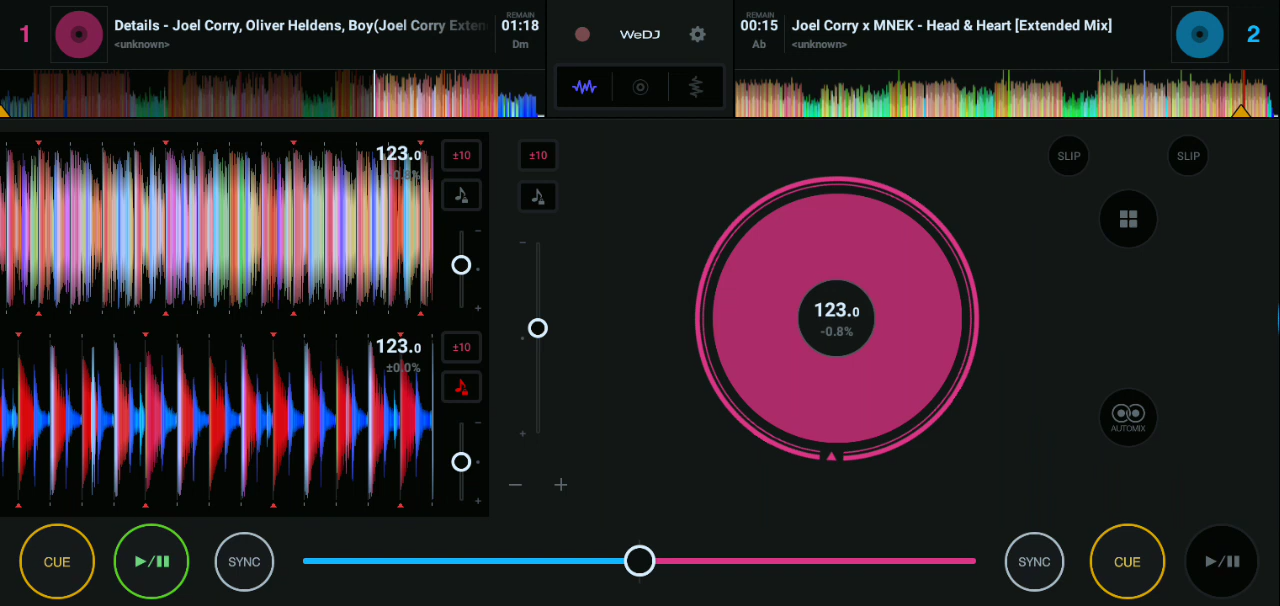 1
Details - Joel Corry, Oliver Heldens, Boy(Joel Corry Exten
<unknown>
REMAIN
01:18
Dm
WeDJ
REMAIN
00:15
Ab
Joel Corry x MNEK - Head & Heart [Extended Mix]
<unknown>
2
123.0
-0.8%
±10
±10
SLIP
SLIP
123.0
-0.8%
123.0
±0.0%
±10
AUTOMIX
CUE
SYNC
SYNC
CUE